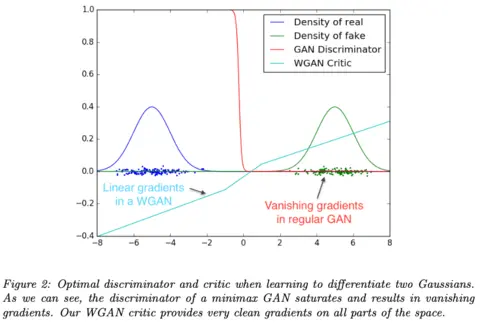 1.0
0.8
0.6
0.4
0.2
0.0
−0.2
−0.4
−8
−6
−4
−2
0
2
4
6
8
Density of real
Density of fake
GAN Discriminator
WGAN Critic
Linear gradients
in a WGAN
Vanishing gradients
in regular GAN
Figure 2: Optimal discriminator and critic when learning to differentiate two Gaussians.
As we can see, the discriminator of a minimax GAN saturates and results in vanishing
gradients. Our WGAN critic provides very clean gradients on all parts of the space.